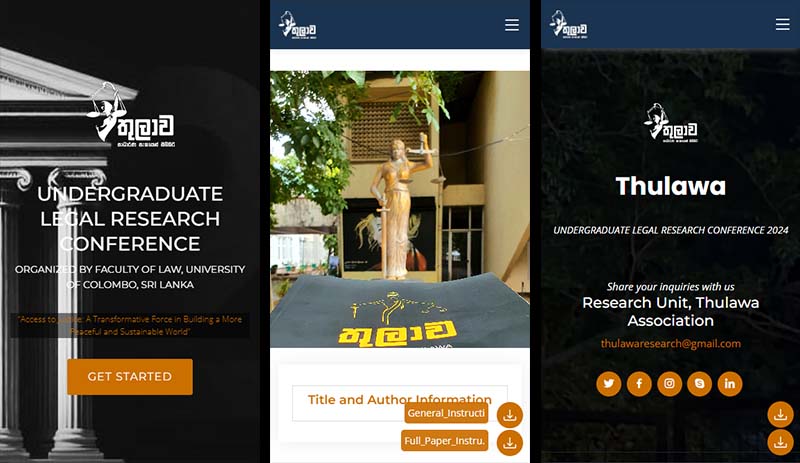 තුලාව
UNDERGRADUATE
LEGAL RESEARCH
CONFERENCE
ORGANIZED BY FACULTY OF LAW, UNIVERSITY
OF COLOMBO, SRI LANKA
"Access to Justice: A Transformative Force in Building a More
Peaceful and Sustainable World"
GET STARTED
තුලාව
තුලාව
Title and Author Information
General_Instructi
Full_Paper_Instru.
තුලාව
තුලාව
Thulawa
UNDERGRADUATE LEGAL RESEARCH CONFERENCE 2024
Share your inquiries with us
Research Unit, Thulawa
Association
thulawaresearch@gmail.com